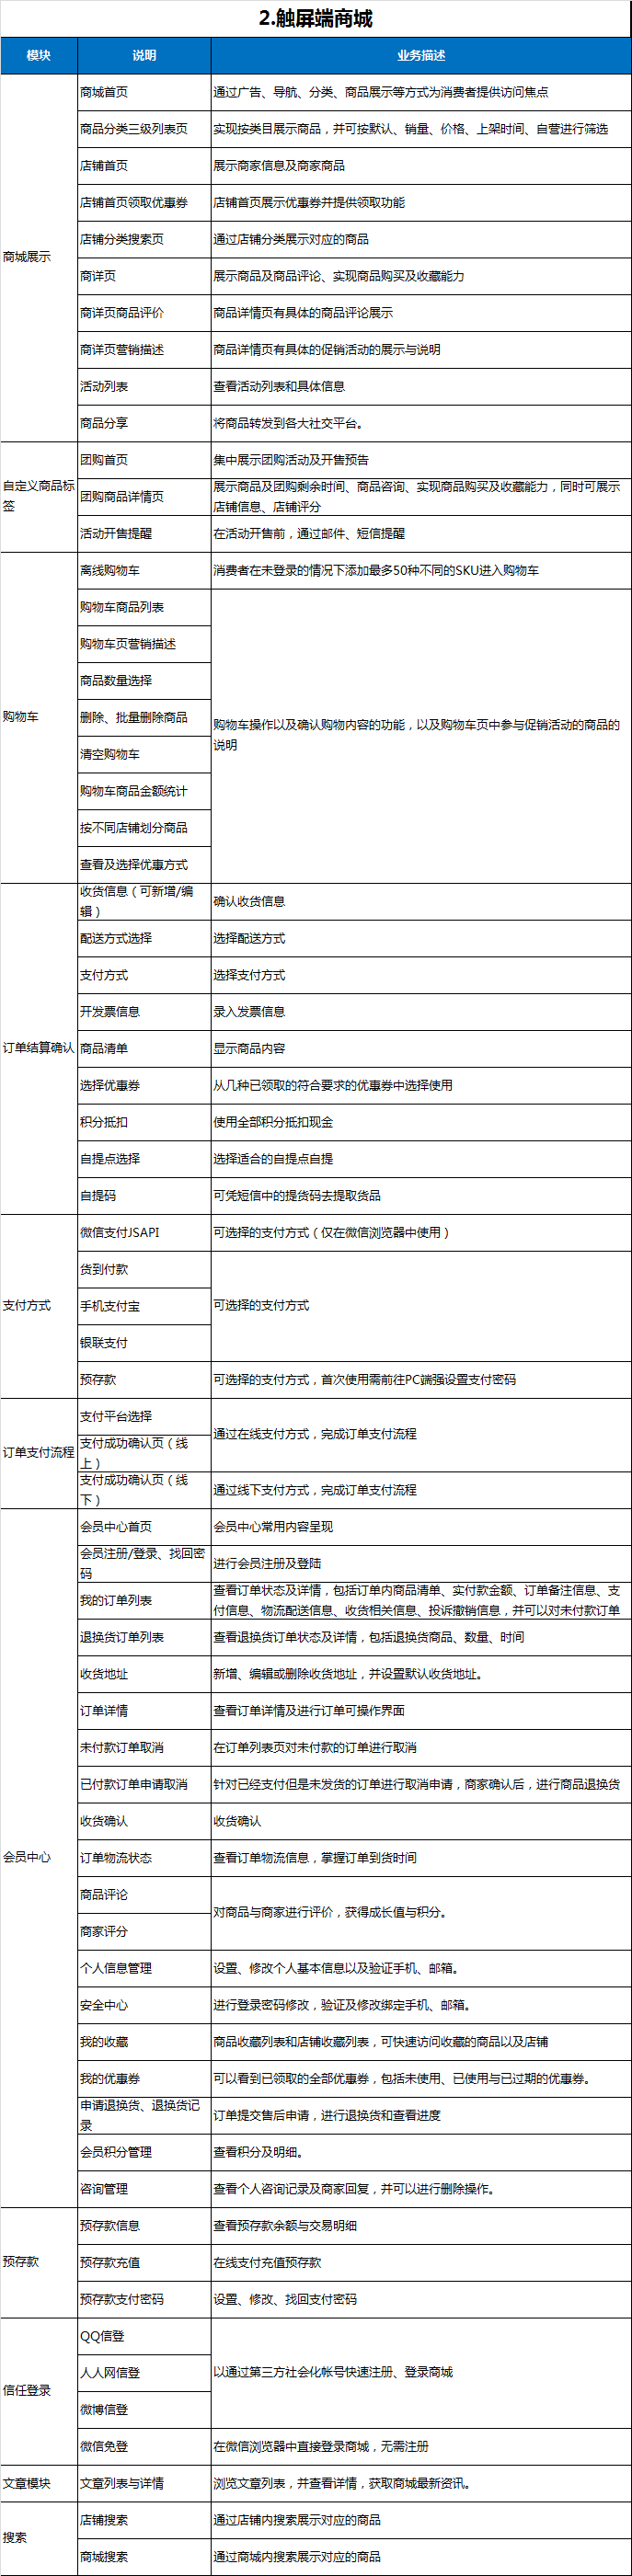 2.触屏端商城
模块 说明 业务描述
商城展示
商城首页 通过广告、导航、分类、商品展示等方式为消费者提供访问焦点
商品分类三级列表页 实现按类目展示商品，并可按默认、销量、价格、上架时间、自营进行筛选
店铺首页 展示商家信息及商家商品
店铺首页领取优惠券 店铺首页展示优惠券并提供领取功能
店铺分类搜索页 通过店铺分类展示对应的商品
商详页 展示商品及商品评论、实现商品购买及收藏能力
商详页商品评价 商品详情页有具体的商品评论展示
商详页营销描述 商品详情页有具体的促销活动的展示与说明
活动列表 查看活动列表和具体信息
商品分享 将商品转发到各大社交平台。
自定义商品标
签
团购首页 集中展示团购活动及开售预告
团购商品详情页
展示商品及团购剩余时间、商品咨询、实现商品购买及收藏能力，同时可展示
店铺信息、店铺评分
活动开售提醒 在活动开售前，通过邮件、短信提醒
购物车
离线购物车 消费者在未登录的情况下添加最多50种不同的SKU进入购物车
购物车商品列表
购物车页营销描述
商品数量选择
删除、批量删除商品
清空购物车
购物车商品金额统计
按不同店铺划分商品
查看及选择优惠方式
购物车操作以及确认购物内容的功能，以及购物车页中参与促销活动的商品的
说明
订单结算确认
收货信息（可新增/编
辑）
确认收货信息
配送方式选择 选择配送方式
支付方式 选择支付方式
开发票信息 录入发票信息
商品清单 显示商品内容
选择优惠券 从几种已领取的符合要求的优惠券中选择使用
积分抵扣 使用全部积分抵扣现金
自提点选择 选择适合的自提点自提
自提码 可凭短信中的提货码去提取货品
支付方式
微信支付JSAPI 可选择的支付方式（仅在微信浏览器中使用）
货到付款
手机支付宝
银联支付
可选择的支付方式
预存款 可选择的支付方式，首次使用需前往PC端强设置支付密码
订单支付流程
支付平台选择
支付成功确认页（线
上）
通过在线支付方式，完成订单支付流程
支付成功确认页（线
下）
通过线下支付方式，完成订单支付流程
会员中心
会员中心首页 会员中心常用内容呈现
会员注册/登录、找回密
码
进行会员注册及登陆
我的订单列表
查看订单状态及详情，包括订单内商品清单、实付款金额、订单备注信息、支
付信息、物流配送信息、收货相关信息、投诉撤销信息，并可以对未付款订单
退换货订单列表 查看退换货订单状态及详情，包括退换货商品、数量、时间
收货地址 新增、编辑或删除收货地址，并设置默认收货地址。
订单详情 查看订单详情及进行订单可操作界面
未付款订单取消 在订单列表页对未付款的订单进行取消
已付款订单申请取消 针对已经支付但是未发货的订单进行取消申请，商家确认后，进行商品退换货
收货确认 收货确认
订单物流状态 查看订单物流信息，掌握订单到货时间
商品评论
商家评分
对商品与商家进行评价，获得成长值与积分。
个人信息管理 设置、修改个人基本信息以及验证手机、邮箱。
安全中心 进行登录密码修改，验证及修改绑定手机、邮箱。
我的收藏 商品收藏列表和店铺收藏列表，可快速访问收藏的商品以及店铺
我的优惠券 可以看到已领取的全部优惠券，包括未使用、已使用与已过期的优惠券。
申请退换货、退换货记
录
订单提交售后申请，进行退换货和查看进度
会员积分管理 查看积分及明细。
咨询管理 查看个人咨询记录及商家回复，并可以进行删除操作。
预存款
预存款信息 查看预存款余额与交易明细
预存款充值 在线支付充值预存款
预存款支付密码 设置、修改、找回支付密码
信任登录
QQ信登
人人网信登
微博信登
以通过第三方社会化帐号快速注册、登录商城
微信免登 在微信浏览器中直接登录商城，无需注册
文章模块 文章列表与详情 浏览文章列表，并查看详情，获取商城最新资讯。
搜索
店铺搜索 通过店铺内搜索展示对应的商品
商城搜索 通过商城内搜索展示对应的商品